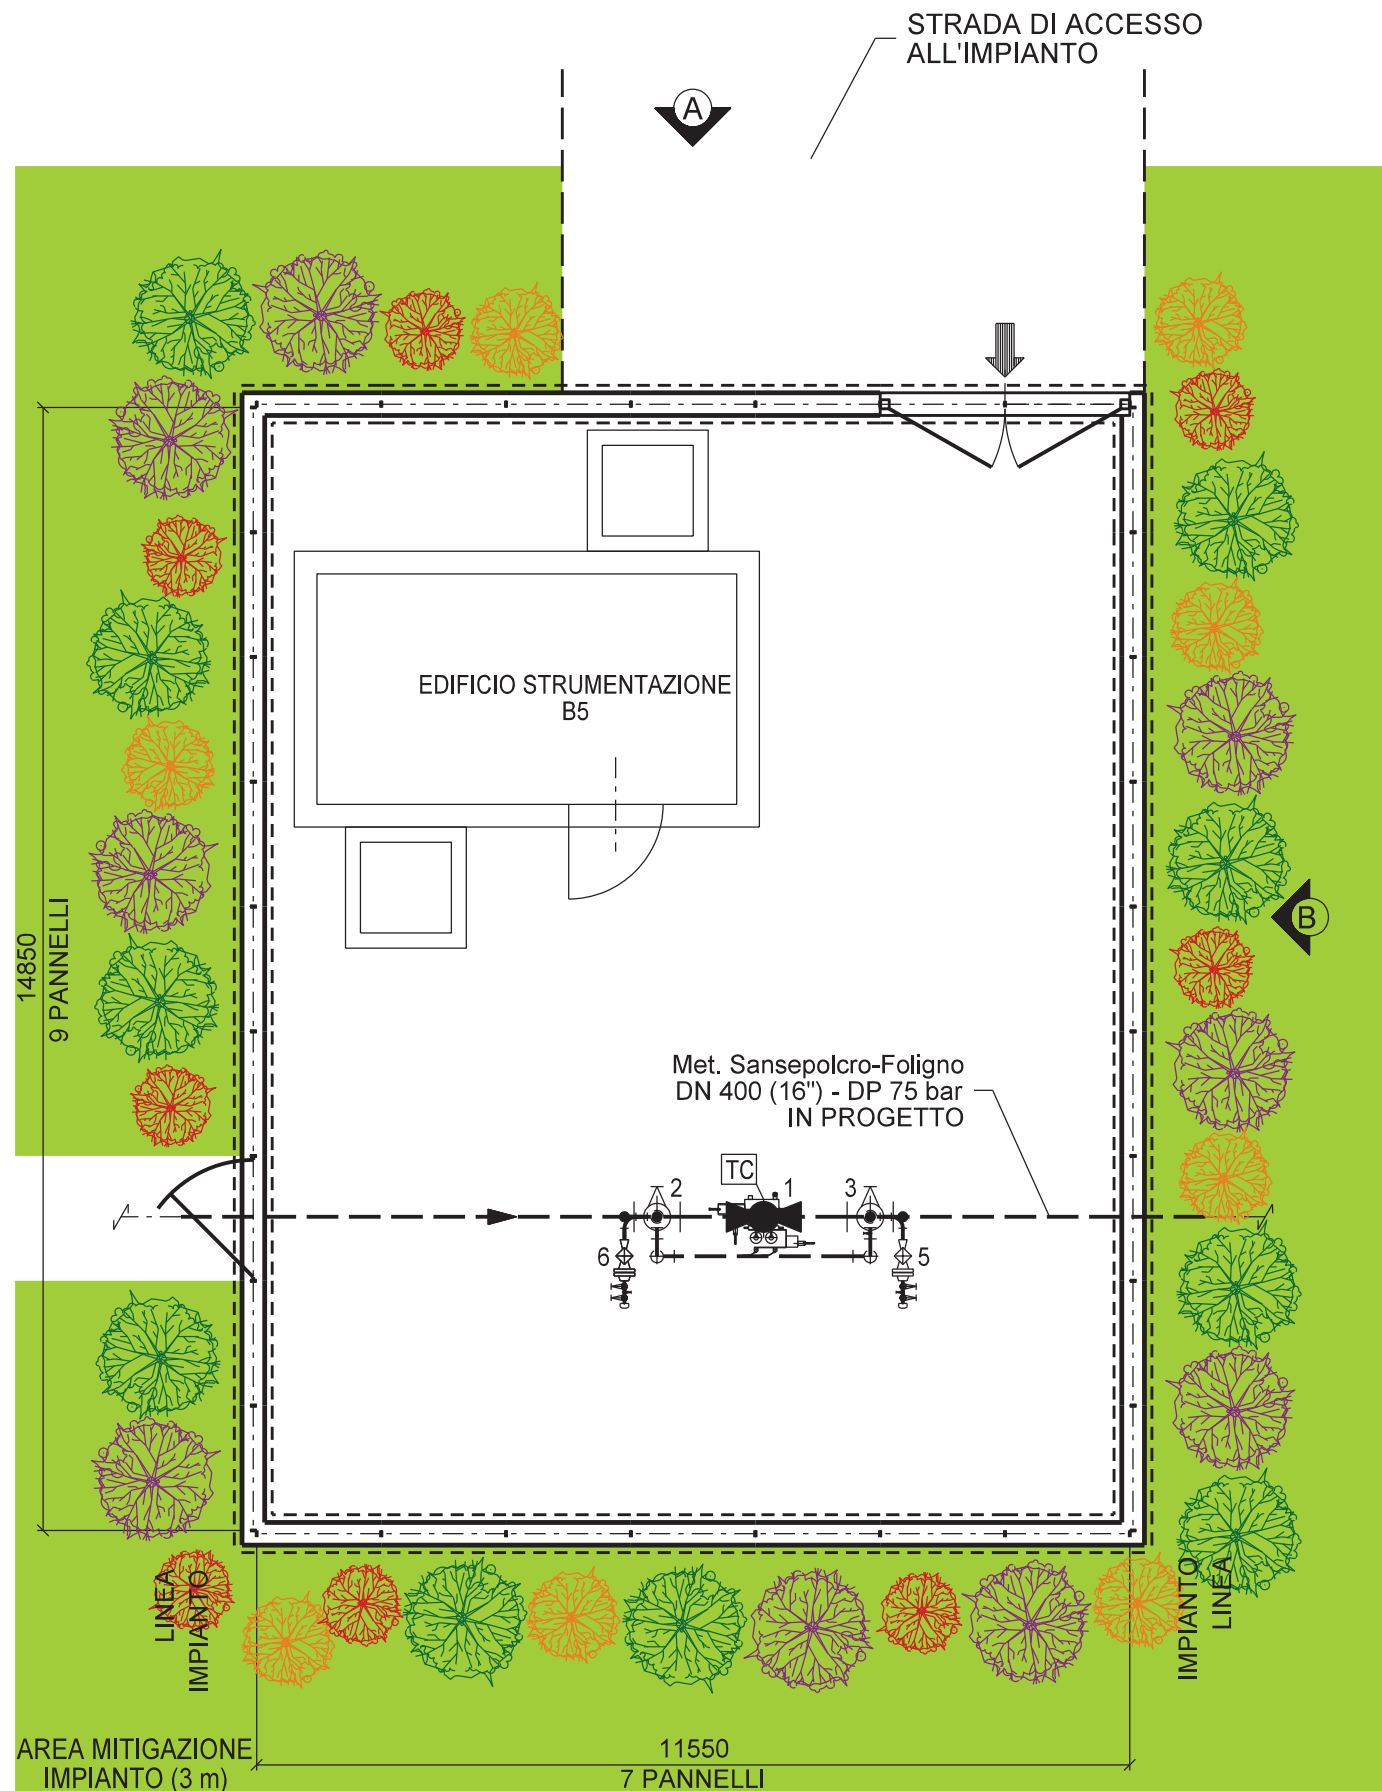 STRADA DI ACCESSO
ALL'IMPIANTO
A
EDIFICIO STRUMENTAZIONE
B5
14850
9 PANNELLI
B
Met. Sansepolcro-Foligno
DN 400 (16") - DP 75 bar
IN PROGETTO
TC
2
1
3
6
5
LINEA
IMPIANTO
IMPIANTO
LINEA
AREA MITIGAZIONE
IMPIANTO (3 m)
11550
7 PANNELLI